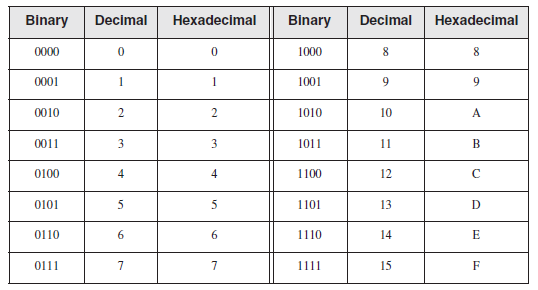 Binary Decimal Hexadecimal Binary Decimal Hexadecimal
0000 0 0 1000 8 8
0001 1 1 1001 9 9
0010 2 2 1010 10 A
0011 3 3 1011 11 B
0100 4 4 1100 12 C
0101 5 5 1101 13 D
0110 6 6 1110 14 E
0111 7 7 1111 15 F